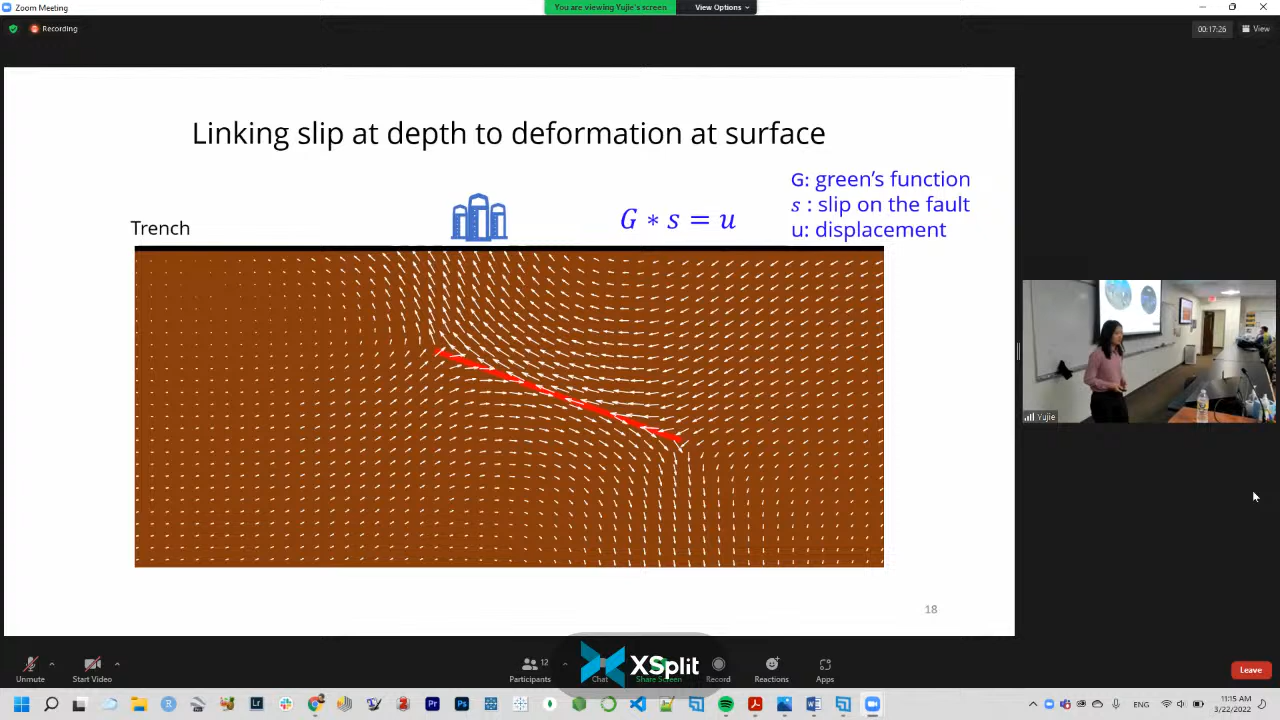 Zoom Meeting
You are viewing Yujie's screen
View Options
Recording
00:17:26
View
Linking slip at depth to deformation at surface
G: green's function
s : slip on the fault
u: displacement
G ∗ s = u
Trench
18
Yujie
Unmute
Start Video
12
Participants
Chat
Share Screen
Record
Reactions
Apps
Leave
XSplit
11:15 AM
ENG
3/22/2022